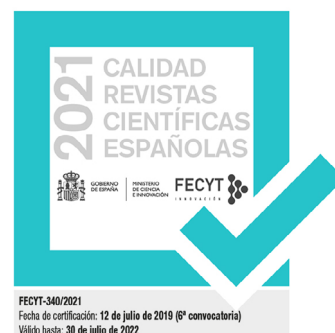 2021
CALIDAD
REVISTAS
CIENTÍFICAS
ESPAÑOLAS
GOBIERNO
DE ESPAÑA
MINISTERIO
DE CIENCIA
E INNOVACIÓN
FECYT
INNOVACIÓN
FECYT-340/2021
Fecha de certificación: 12 de julio de 2019 (6ª convocatoria)
Válido hasta: 30 de julio de 2022